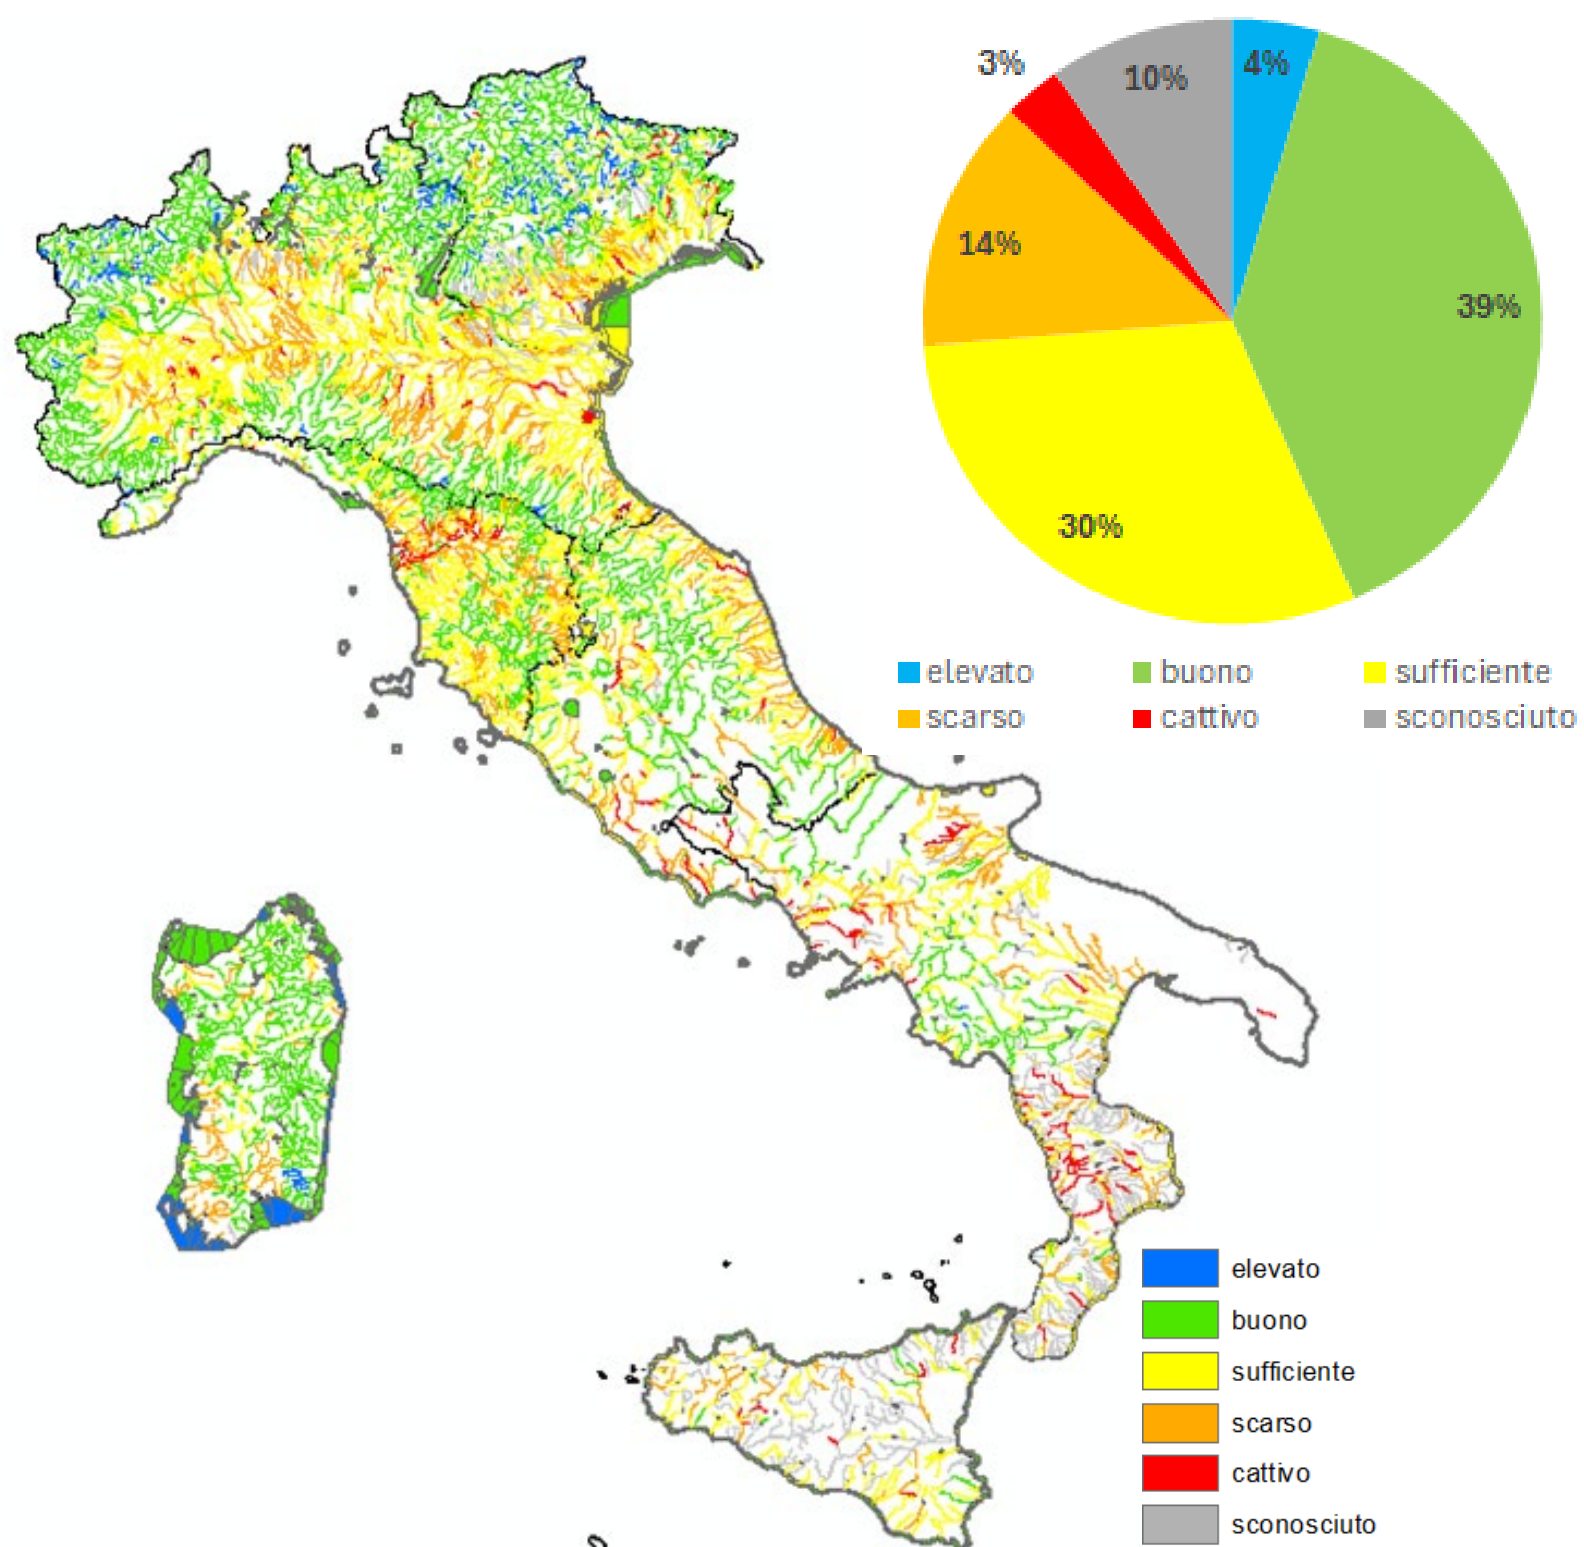 3%
10%
4%
14%
39%
30%
elevato buono sufficiente
scarso cattivo sconosciuto
elevato
buono
sufficiente
scarso
cattivo
sconosciuto